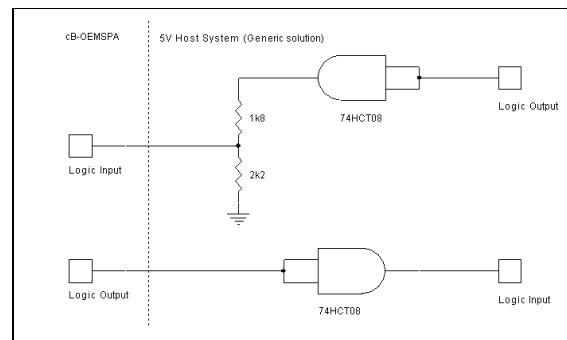 cB-OEMSPA
5V Host System (Generic solution)
1k8
74HCT08
Logic Output
Logic Input
2k2
Logic Output
74HCT08
Logic Input